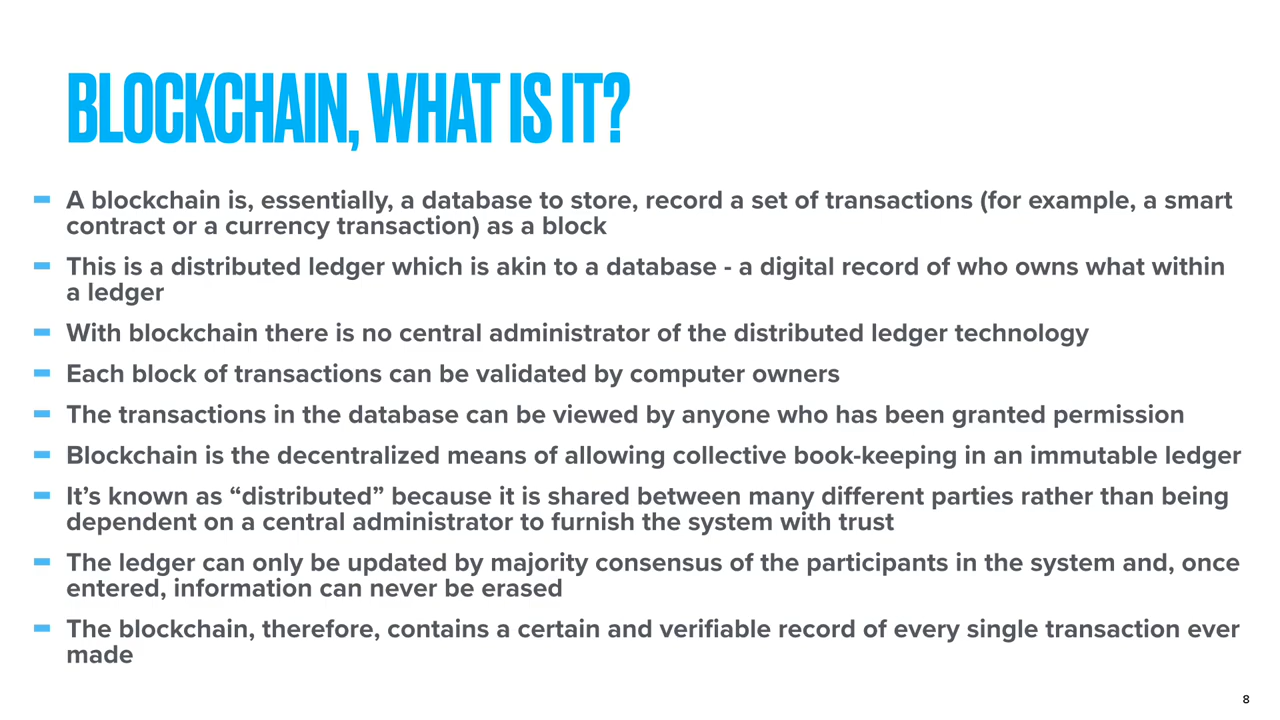 BLOCKCHAIN, WHAT IS IT?
A blockchain is, essentially, a database to store, record a set of transactions (for example, a smart
contract or a currency transaction) as a block
This is a distributed ledger which is akin to a database - a digital record of who owns what within
a ledger
With blockchain there is no central administrator of the distributed ledger technology
Each block of transactions can be validated by computer owners
The transactions in the database can be viewed by anyone who has been granted permission
Blockchain is the decentralized means of allowing collective book-keeping in an immutable ledger
It’s known as “distributed” because it is shared between many different parties rather than being
dependent on a central administrator to furnish the system with trust
The ledger can only be updated by majority consensus of the participants in the system and, once
entered, information can never be erased
The blockchain, therefore, contains a certain and verifiable record of every single transaction ever
made
8